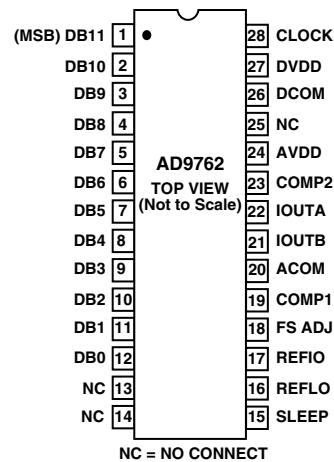 (MSB) DB11 1 28 CLOCK
DB10 2 27 DVDD
DB9 3 26 DCOM
DB8 4 25 NC
DB7 5 24 AVDD
DB6 6 23 COMP2
DB5 7 22 IOUTA
DB4 8 21 IOUTB
DB3 9 20 ACOM
DB2 10 19 COMP1
DB1 11 18 FS ADJ
DB0 12 17 REFIO
NC 13 16 REFLO
NC 14 15 SLEEP
AD9762
TOP VIEW
(Not to Scale)
NC = NO CONNECT